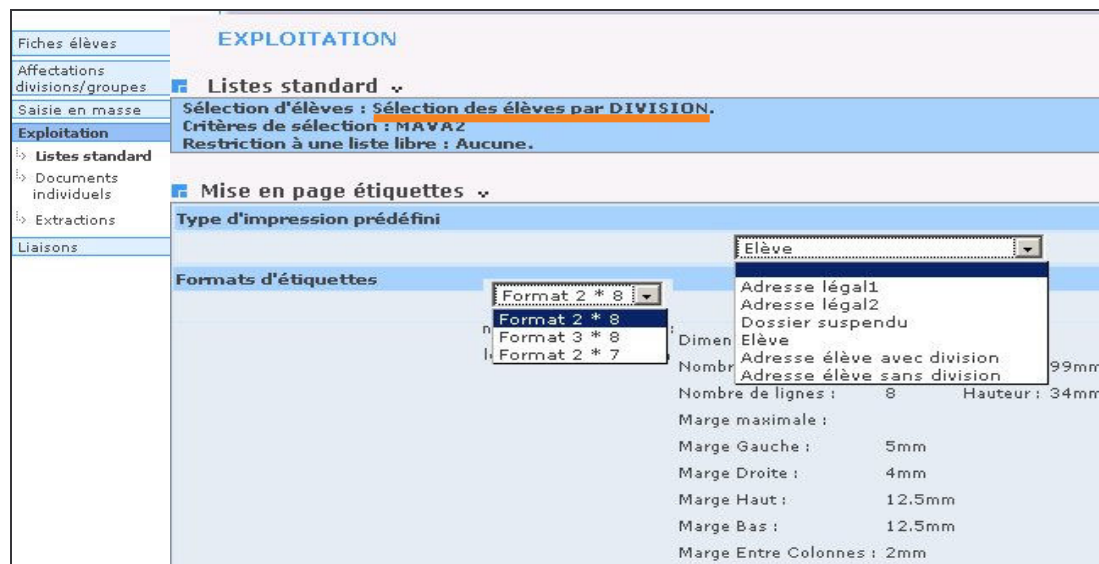 Fiches élèves
Affectations
divisions/groupes
Saisie en masse
Exploitation
Listes standard
Documents
individuels
Extractions
Liaisons
EXPLOITATION
Listes standard
Sélection d'élèves : Sélection des élèves par DIVISION.
Critères de sélection : MAVA2
Restriction à une liste libre : Aucune.
Mise en page étiquettes
Type d'impression prédéfini
Elève
Adresse légal1
Adresse légal2
Dossier suspendu
Elève
Adresse élève avec division
Adresse élève sans division
Formats d'étiquettes
Format 2 * 8
Format 2 * 8
Format 3 * 8
Format 2 * 7
Dimen
Nombr 99mm
Nombre de lignes : 8 Hauteur : 34mm
Marge maximale :
Marge Gauche : 5mm
Marge Droite : 4mm
Marge Haut : 12.5mm
Marge Bas : 12.5mm
Marge Entre Colonnes : 2mm